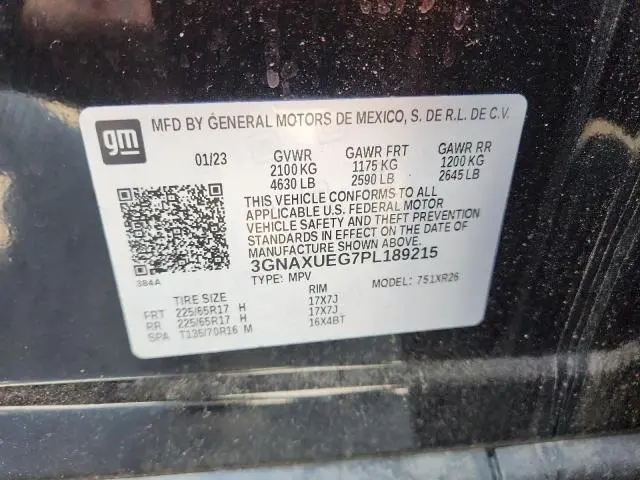 gm
MFD BY GENERAL MOTORS DE MEXICO, S. DE R.L. DE C.V.
01/23 GVWR GAWR FRT GAWR RR
2100 KG 1175 KG 1200 KG
4630 LB 2590 LB 2645 LB
THIS VEHICLE CONFORMS TO ALL
APPLICABLE U.S. FEDERAL MOTOR
VEHICLE SAFETY AND THEFT PREVENTION
STANDARDS IN EFFECT ON THE DATE OF
MANUFACTURE SHOWN ABOVE.
3GNAXUEG7PL189215
384A
TYPE: MPV MODEL: 751XR26
TIRE SIZE RIM
FRT 225/65R17 H 17X7J
RR 225/65R17 H 17X7J
SPA T135/70R16 M 16X4BT